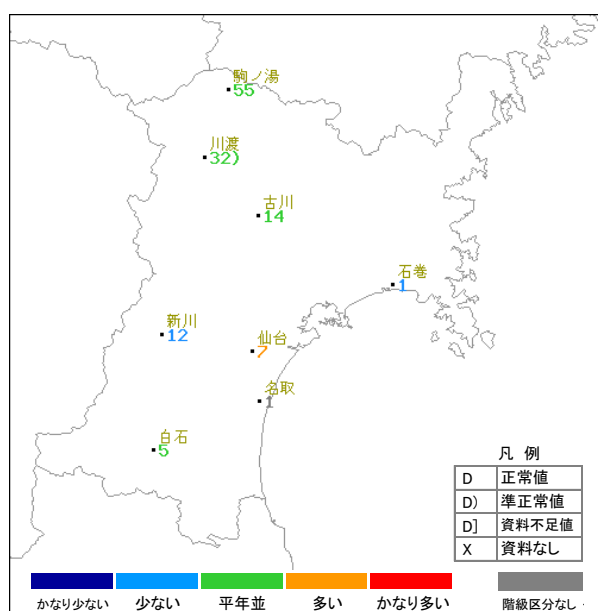 駒ノ湯
55
川渡
32)
古川
14
石巻
1
新川
12
仙台
7
名取
1
白石
5
凡 例
D 正常値
D) 準正常値
D] 資料不足値
X 資料なし
かなり少ない 少ない 平年並 多い かなり多い 階級区分なし